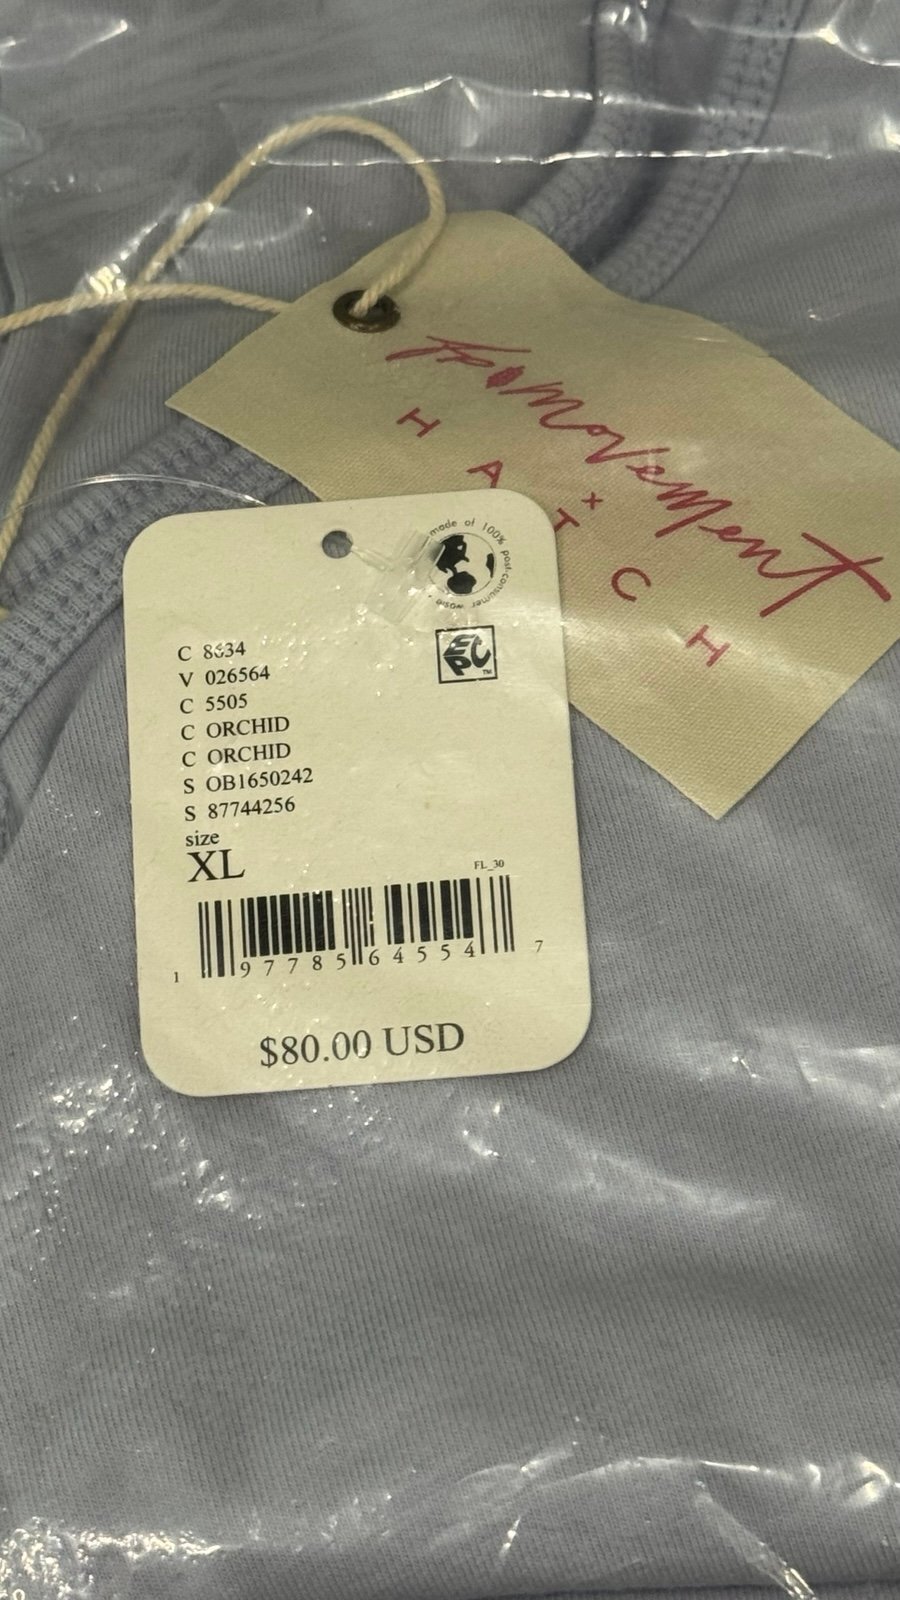 fp movement
x
HATCH
made of 100% post-consumer waste
C 8634
V 026564
C 5505
C ORCHID
C ORCHID
S OB1650242
S 87744256
size
XL
FL_30
1 97785 64554 7
$80.00 USD